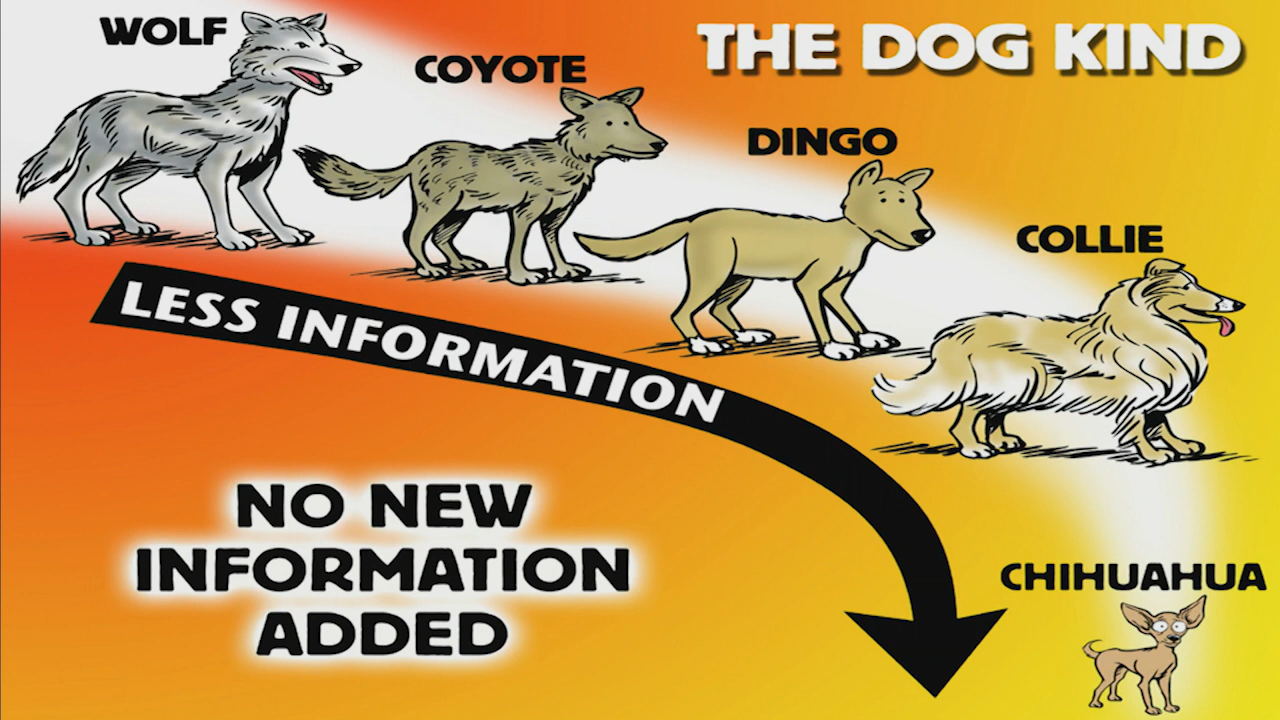 WOLF
COYOTE
THE DOG KIND
DINGO
COLLIE
LESS INFORMATION
NO NEW
INFORMATION
ADDED
CHIHUAHUA